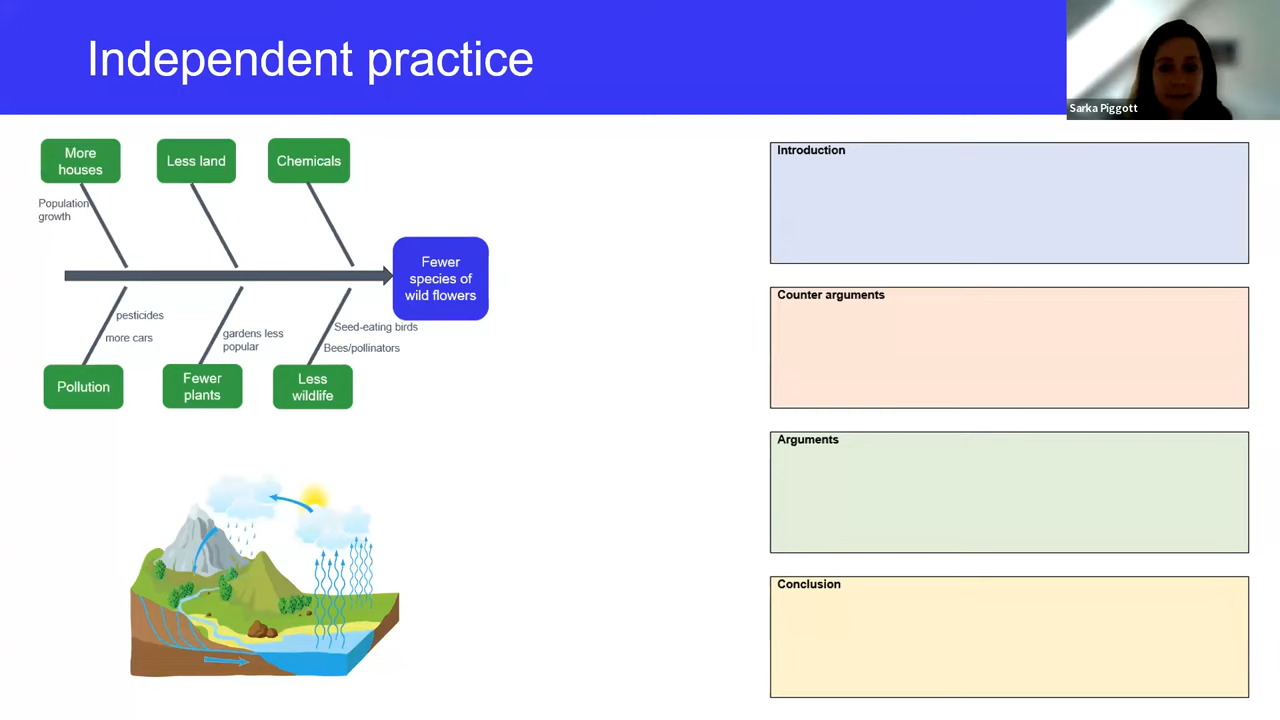 Independent practice
Sarka Piggott
More
houses
Less land
Chemicals
Population
growth
Fewer
species of
wild flowers
pesticides
more cars
gardens less
popular
Seed-eating birds
Bees/pollinators
Pollution
Fewer
plants
Less
wildlife
Introduction
Counter arguments
Arguments
Conclusion